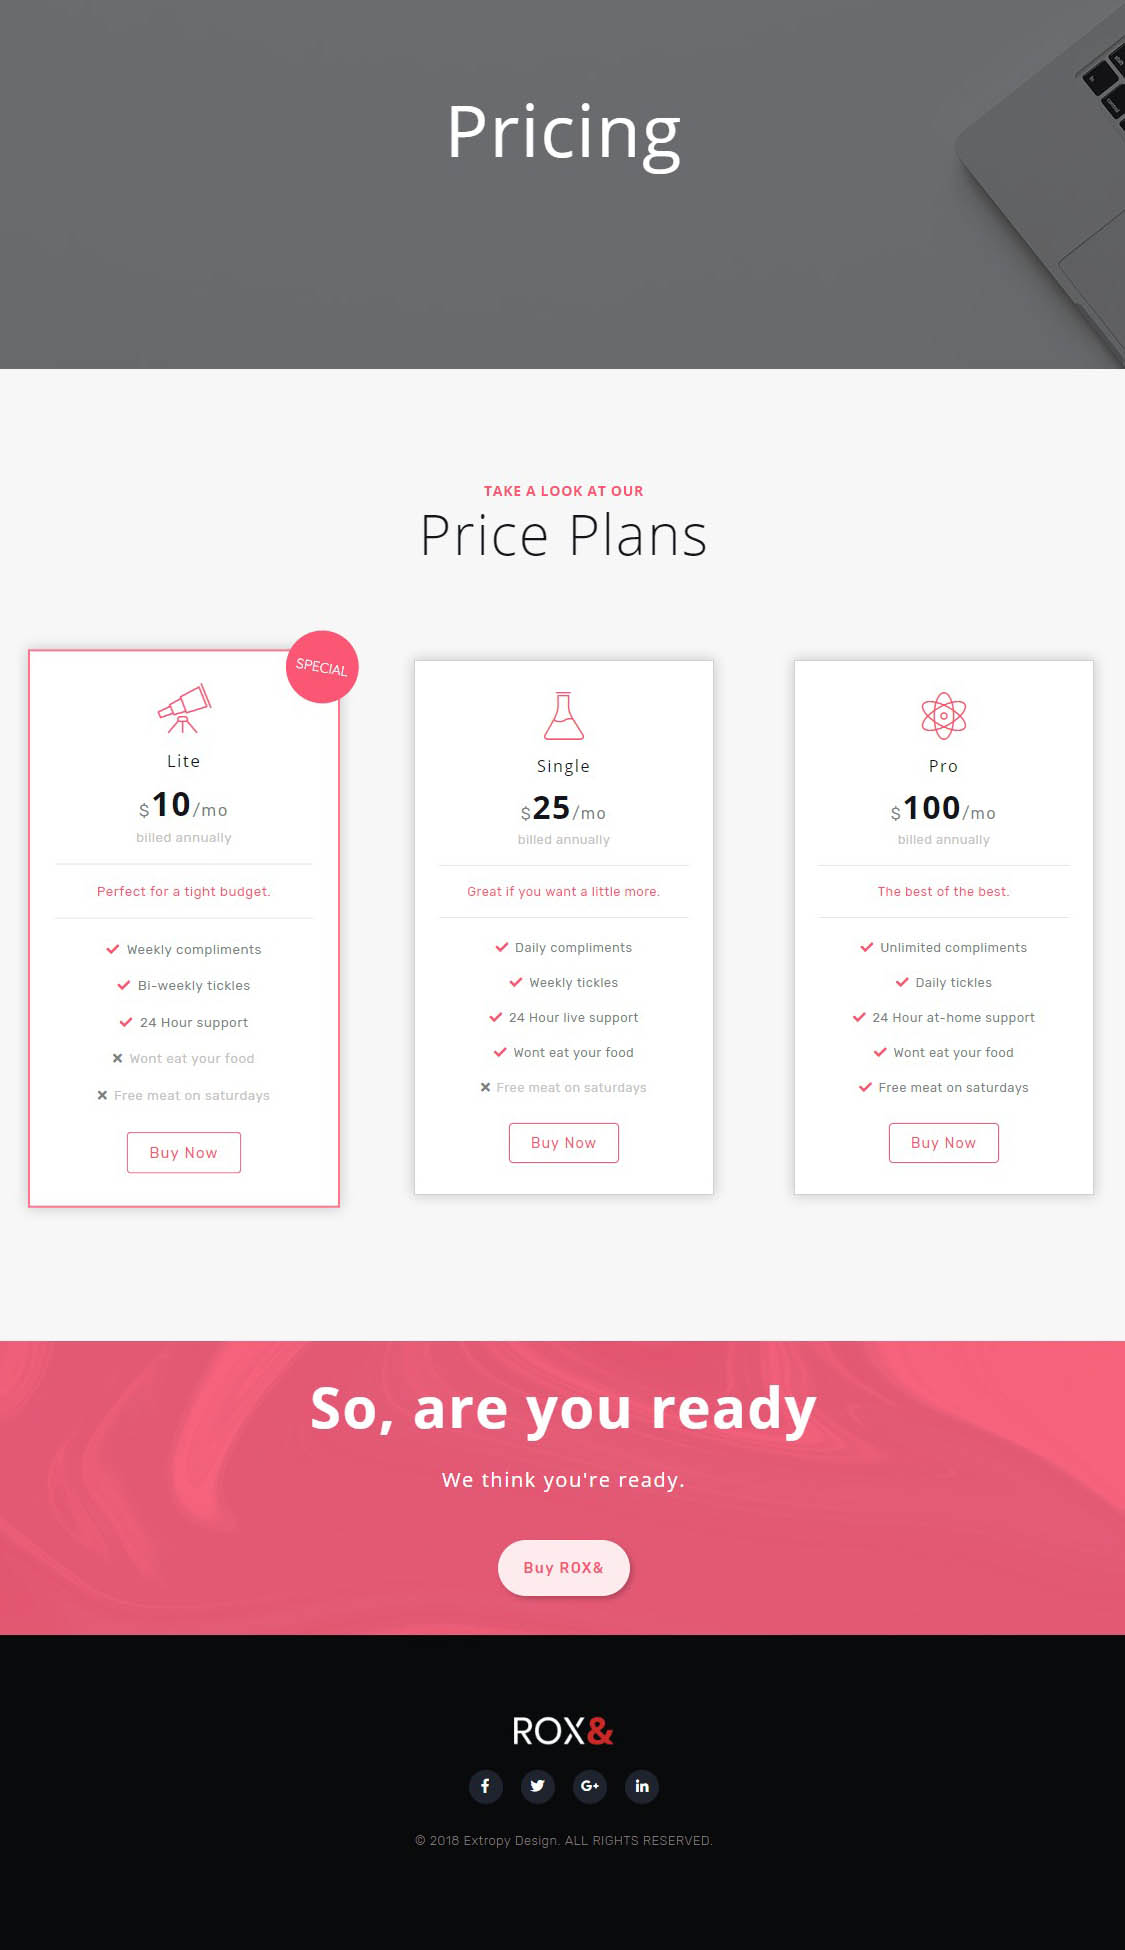 Pricing
TAKE A LOOK AT OUR
Price Plans
SPECIAL
Lite
$10/mo
billed annually
Perfect for a tight budget.
Weekly compliments
Bi-weekly tickles
24 Hour support
Wont eat your food
Free meat on saturdays
Buy Now
Single
$25/mo
billed annually
Great if you want a little more.
Daily compliments
Weekly tickles
24 Hour live support
Wont eat your food
Free meat on saturdays
Buy Now
Pro
$100/mo
billed annually
The best of the best.
Unlimited compliments
Daily tickles
24 Hour at-home support
Wont eat your food
Free meat on saturdays
Buy Now
So, are you ready
We think you're ready.
Buy ROX&
ROX&
© 2018 Extropy Design. ALL RIGHTS RESERVED.